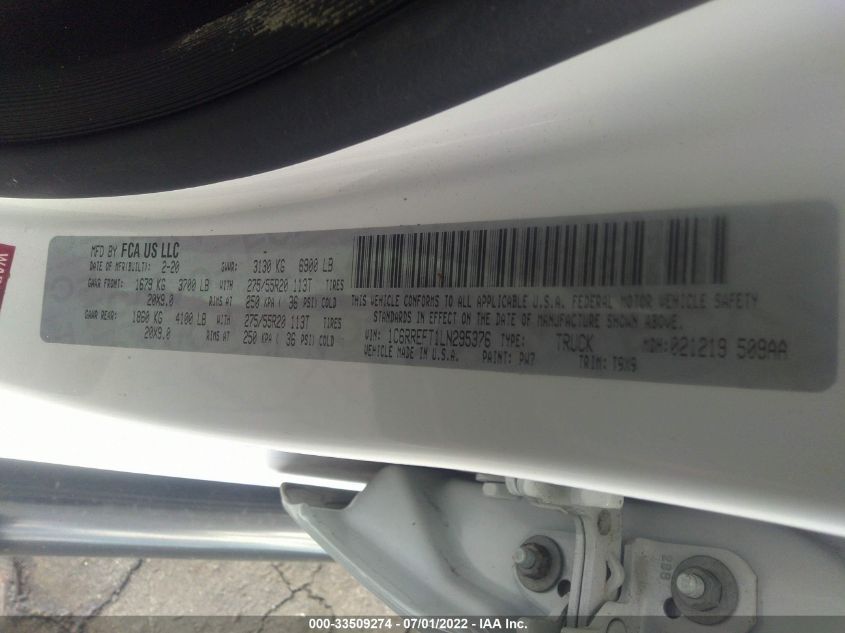 MFD BY FCA US LLC
DATE OF MFR(BUILT): 2-20 GVWR: 3130 KG 6900 LB
GAWR FRONT: 1679 KG 3700 LB WITH 275/55R20 113T TIRES
20X9.0 RIMS AT 250 KPA ( 36 PSI) COLD
GAWR REAR: 1860 KG 4100 LB WITH 275/55R20 113T TIRES
20X9.0 RIMS AT 250 KPA ( 36 PSI) COLD
THIS VEHICLE CONFORMS TO ALL APPLICABLE U.S.A. FEDERAL MOTOR VEHICLE SAFETY
STANDARDS IN EFFECT ON THE DATE OF MANUFACTURE SHOWN ABOVE.
VIN: 1C6RREFT1LN295376 TYPE: TRUCK MDH: 021219 509AA
VEHICLE MADE IN U.S.A. PAINT: PW7 TRIM: T9X9
298
000-33509274 - 07/01/2022 - IAA Inc.